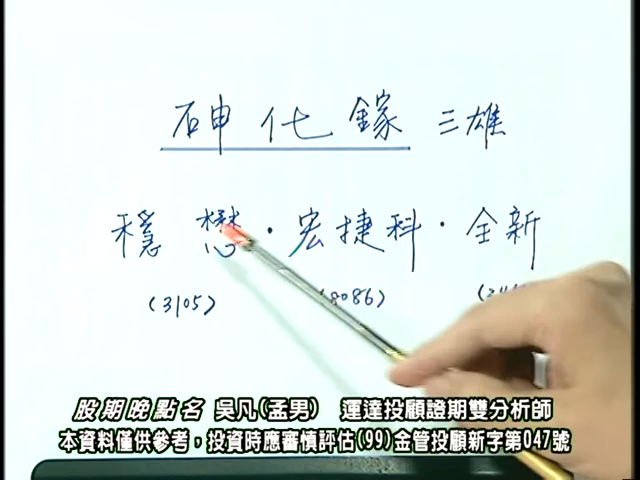 砷化鎵三雄
穩懋·宏捷科·全新
(3105) (8086)
股期晚點名 吳凡(孟男) 運達投顧證期雙分析師
本資料僅供參考，投資時應審慎評估(99)金管投顧新字第047號